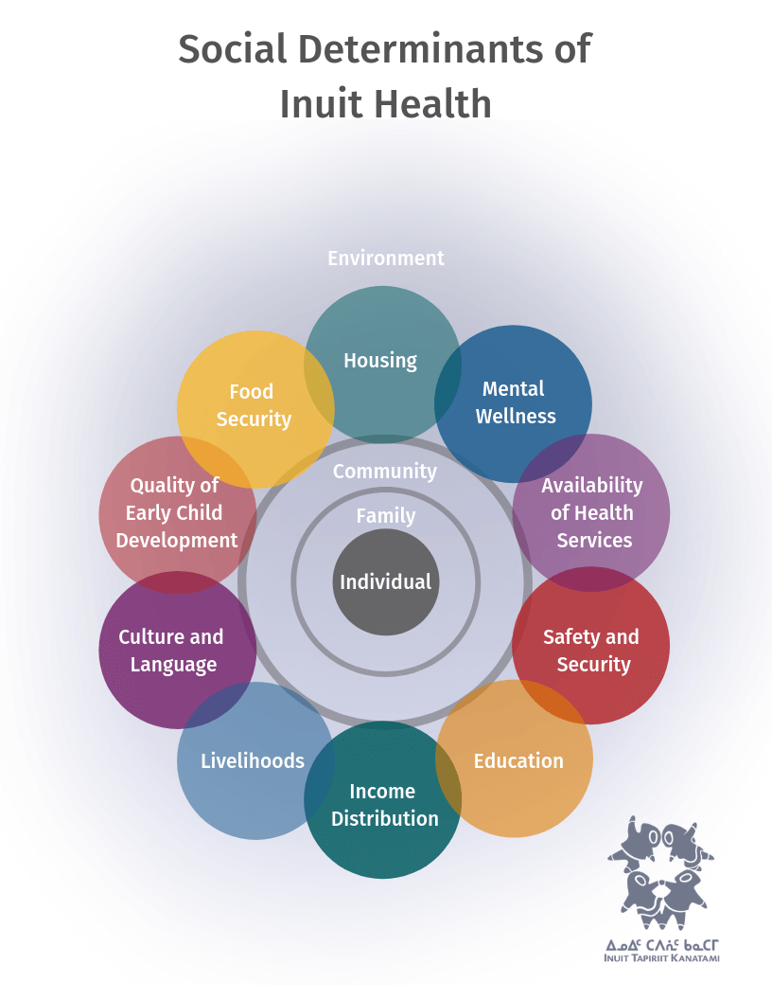 Social Determinants of
Inuit Health
Environment
Housing
Mental
Wellness
Food
Security
Community
Availability
of Health
Services
Quality of
Early Child
Development
Family
Individual
Culture and
Language
Safety and
Security
Livelihoods
Education
Income
Distribution
ᐃᓄᐃᑦ ᑕᐱᕇᑦ ᑲᓇᑕᒥ
INUIT TAPIRIIT KANATAMI